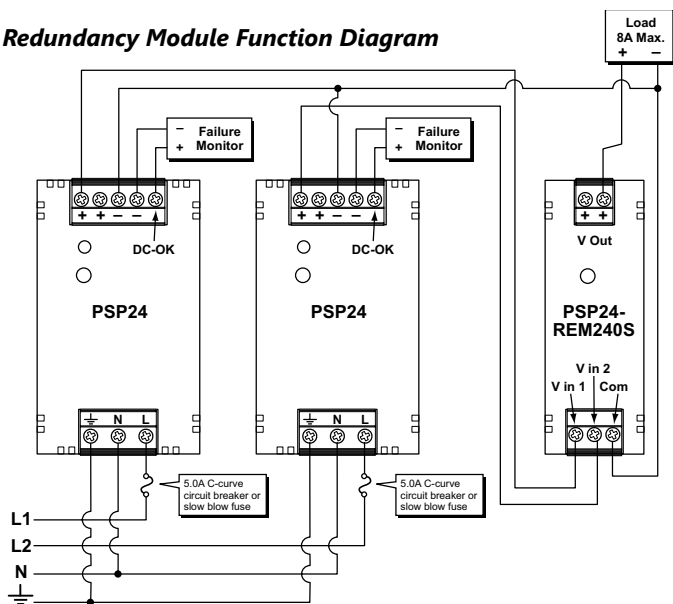 Redundancy Module Function Diagram
Load
8A Max.
+ –
– Failure
+ Monitor
– Failure
+ Monitor
+ + – –
DC-OK
PSP24
+ + – –
DC-OK
PSP24
+ +
V Out
PSP24-
REM240S
V in 2
V in 1 Com
N L
N L
5.0A C-curve
circuit breaker or
slow blow fuse
5.0A C-curve
circuit breaker or
slow blow fuse
L1
L2
N